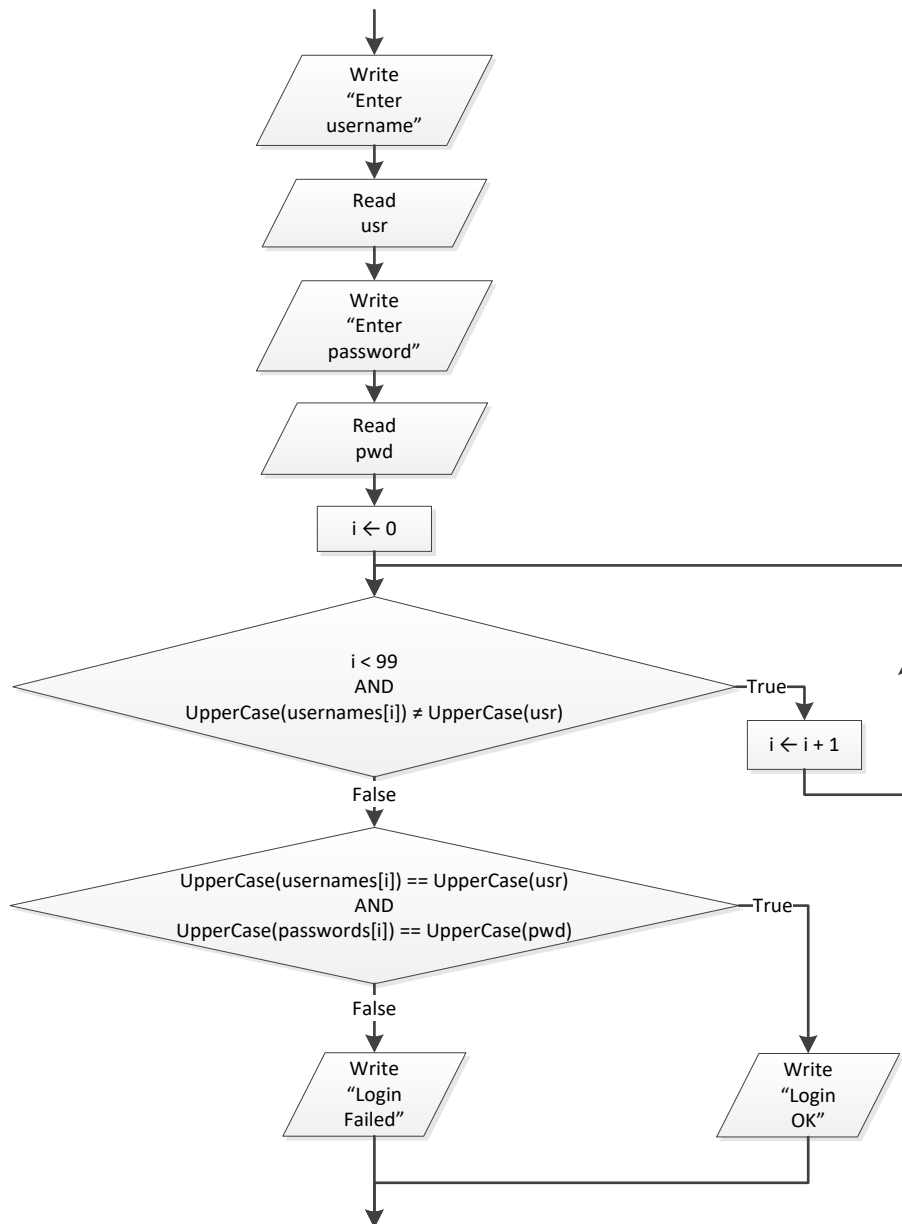 Write
“Enter
username”
Read
usr
Write
“Enter
password”
Read
pwd
i ← 0
i < 99
AND
UpperCase(usernames[i]) ≠ UpperCase(usr)
True
i ← i + 1
False
UpperCase(usernames[i]) == UpperCase(usr)
AND
UpperCase(passwords[i]) == UpperCase(pwd)
True
False
Write
“Login
Failed”
Write
“Login
OK”